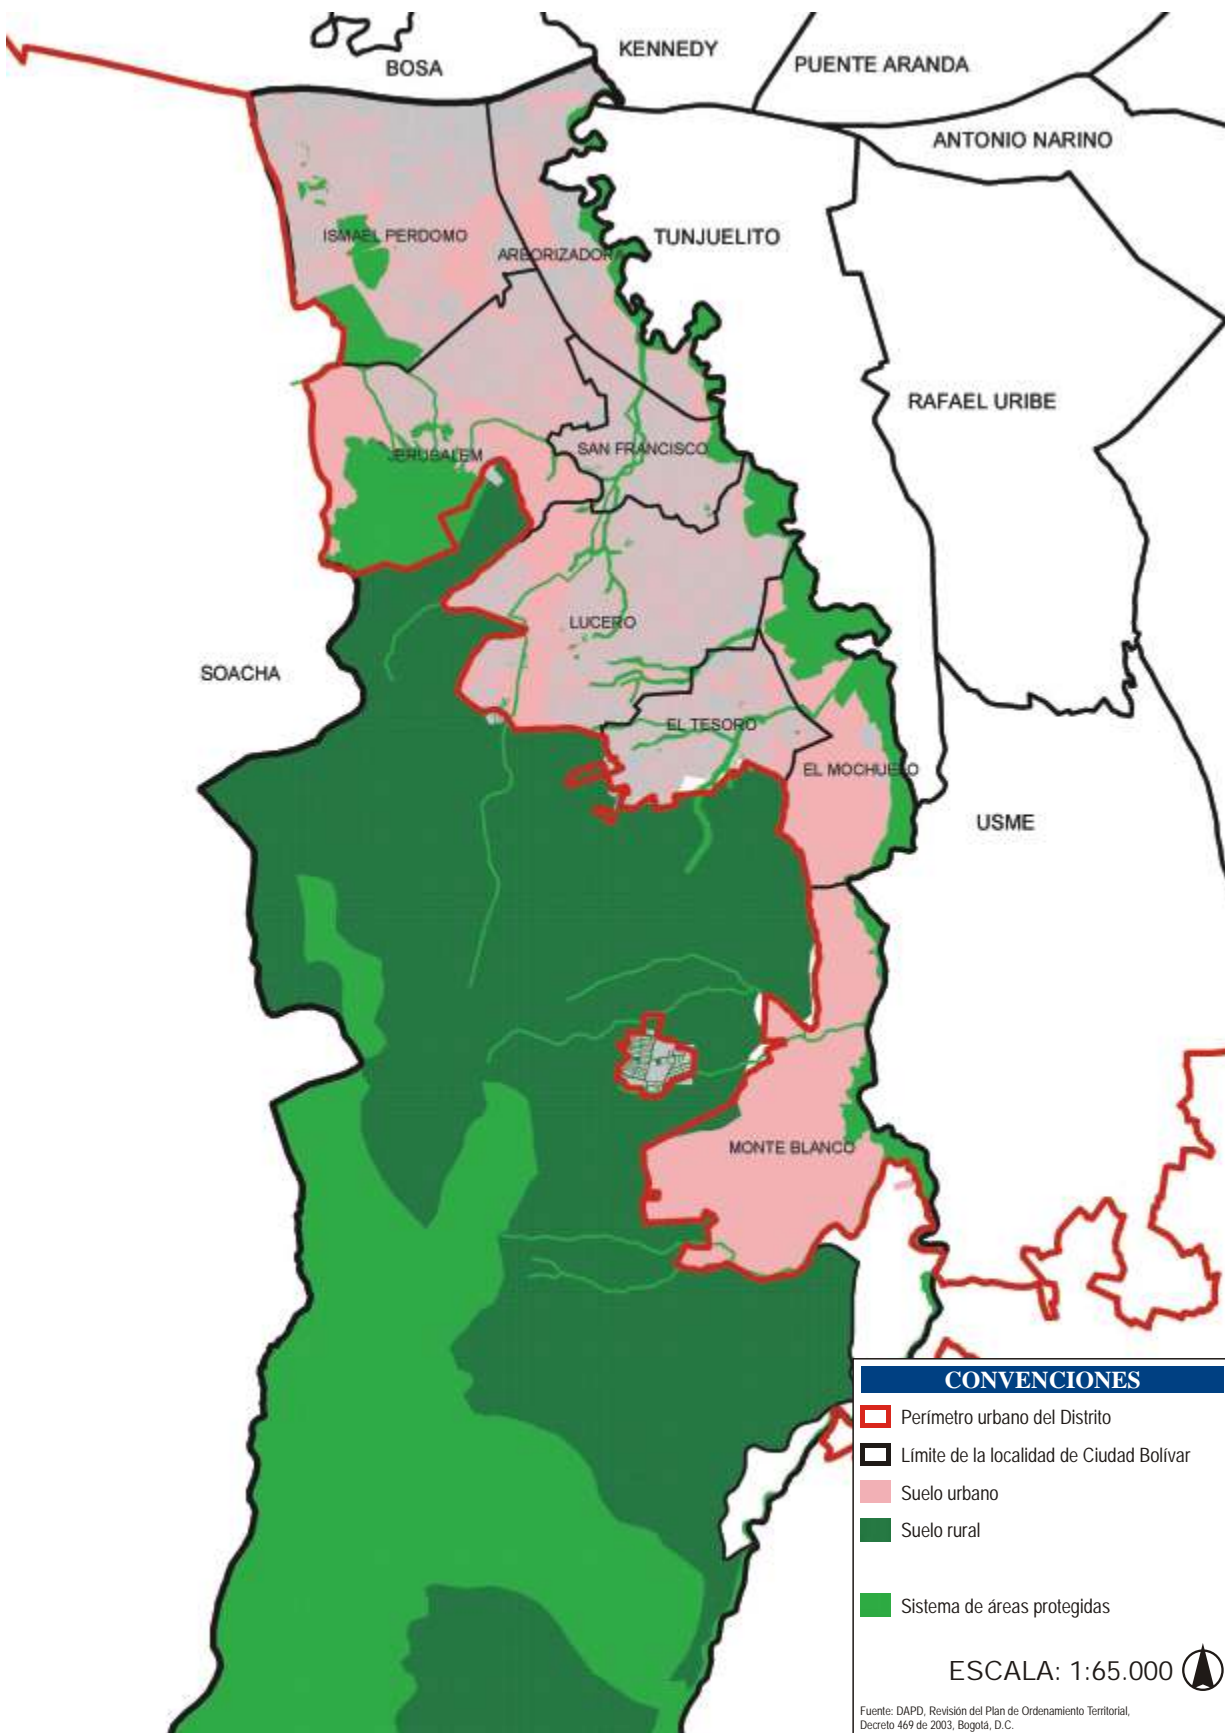 KENNEDY
BOSA
PUENTE ARANDA
ANTONIO NARINO
ISMAEL PERDOMO
TUNJUELITO
ARBORIZADORA
RAFAEL URIBE
JERUSALEM
SAN FRANCISCO
LUCERO
SOACHA
EL TESORO
EL MOCHUELO
USME
MONTE BLANCO
CONVENCIONES
Perímetro urbano del Distrito
Límite de la localidad de Ciudad Bolívar
Suelo urbano
Suelo rural
Sistema de áreas protegidas
ESCALA: 1:65.000
Fuente: DAPD, Revisión del Plan de Ordenamiento Territorial,
Decreto 469 de 2003, Bogotá, D.C.